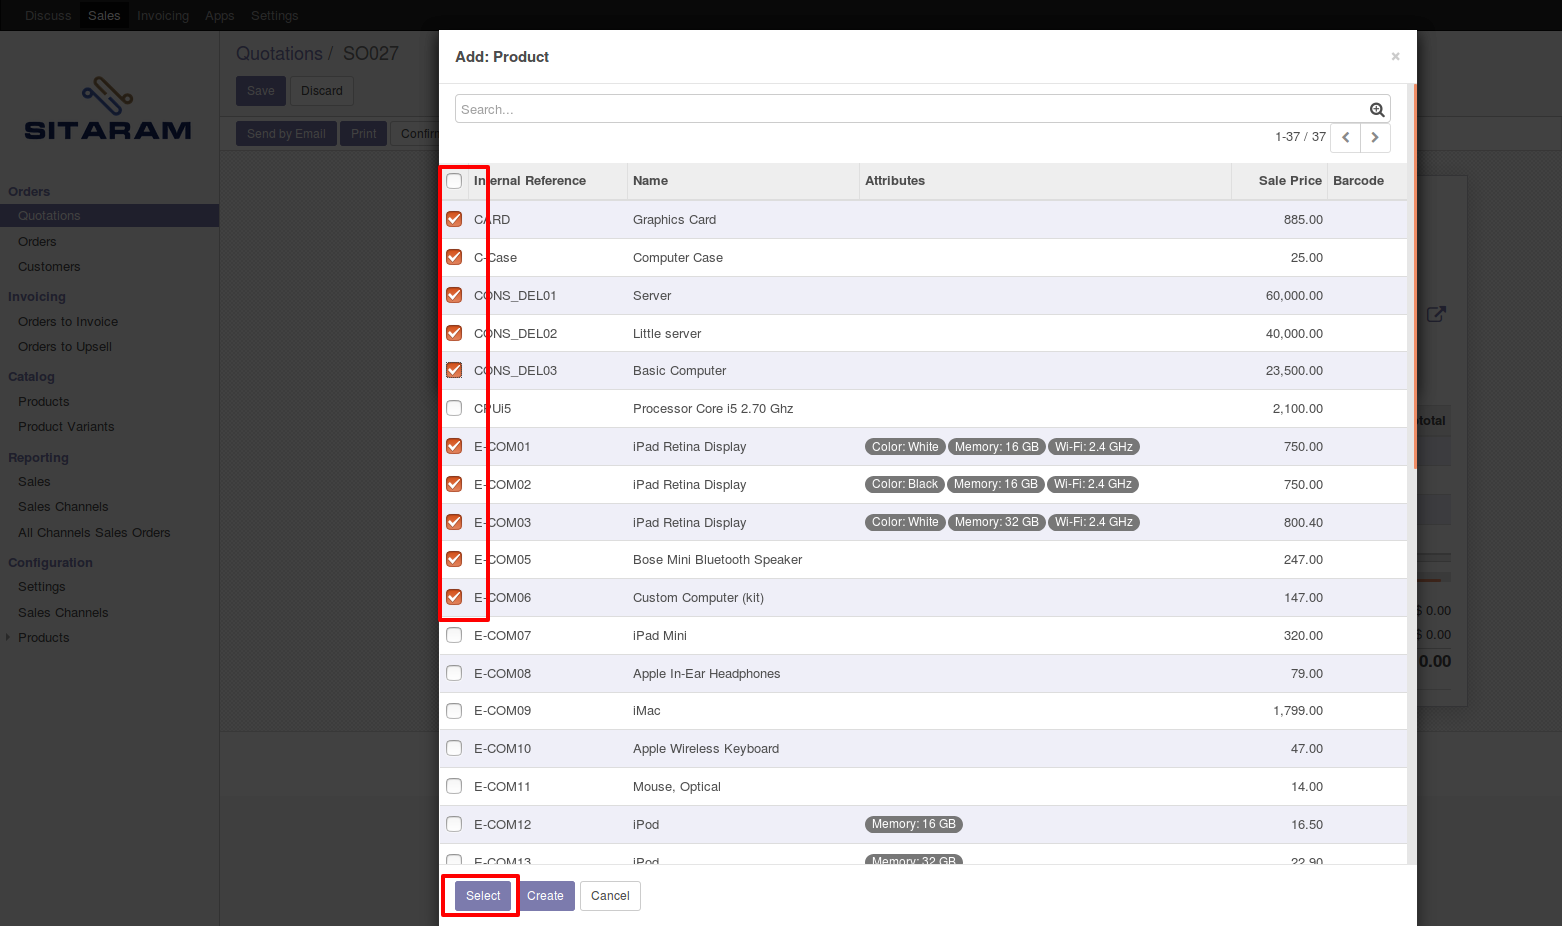 Discuss Sales Invoicing Apps Settings
SITARAM
Orders
Quotations
Orders
Customers
Invoicing
Orders to Invoice
Orders to Upsell
Catalog
Products
Product Variants
Reporting
Sales
Sales Channels
All Channels Sales Orders
Configuration
Settings
Sales Channels
Products
Quotations / SO027
Save Discard
Send by Email Print
Add: Product ×
Search...
1-37 / 37
Internal Reference Name Attributes Sale Price Barcode
CARD Graphics Card 885.00
C-Case Computer Case 25.00
CONS_DEL01 Server 60,000.00
CONS_DEL02 Little server 40,000.00
CONS_DEL03 Basic Computer 23,500.00
CPUi5 Processor Core i5 2.70 Ghz 2,100.00
E-COM01 iPad Retina Display Color: White Memory: 16 GB Wi-Fi: 2.4 GHz 750.00
E-COM02 iPad Retina Display Color: Black Memory: 16 GB Wi-Fi: 2.4 GHz 750.00
E-COM03 iPad Retina Display Color: White Memory: 32 GB Wi-Fi: 2.4 GHz 800.40
E-COM05 Bose Mini Bluetooth Speaker 247.00
E-COM06 Custom Computer (kit) 147.00
E-COM07 iPad Mini 320.00
E-COM08 Apple In-Ear Headphones 79.00
E-COM09 iMac 1,799.00
E-COM10 Apple Wireless Keyboard 47.00
E-COM11 Mouse, Optical 14.00
E-COM12 iPod Memory: 16 GB 16.50
E-COM13 iPod Memory: 32 GB 22.90
Select Create Cancel
$ 0.00
$ 0.00
0.00